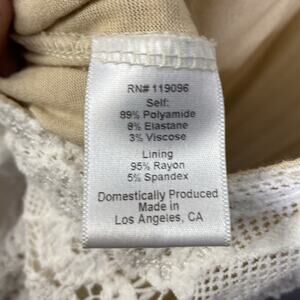 RN# 119096
Self:
89% Polyamide
8% Elastane
3% Viscose
Lining
95% Rayon
5% Spandex
Domestically Produced
Made in
Los Angeles, CA